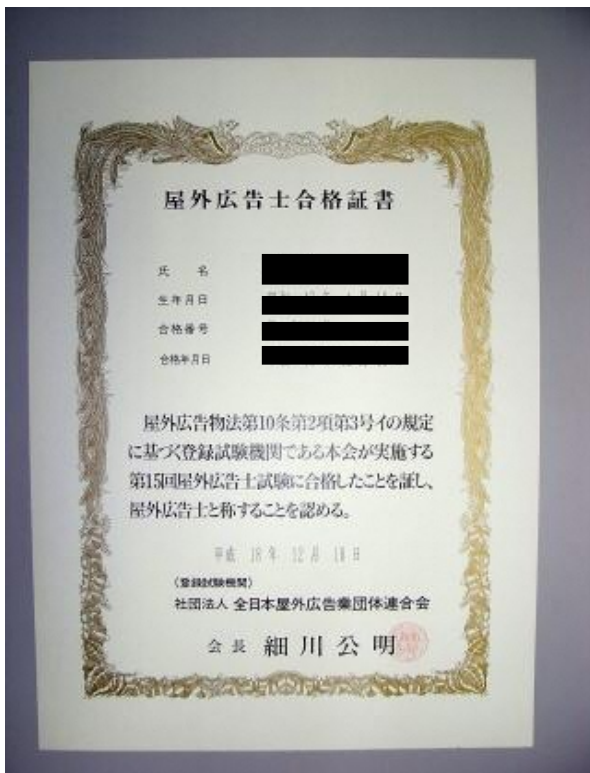 屋外広告士合格証書
氏 名
生年月日
合格番号
合格年月日
屋外広告物法第10条第2項第3号イの規定
に基づく登録試験機関である本会が実施する
第15回屋外広告士試験に合格したことを証し、
屋外広告士と称することを認める。
平成 18年 12月 18日
(登録試験機関)
社団法人 全日本屋外広告業団体連合会
会長 細川公明